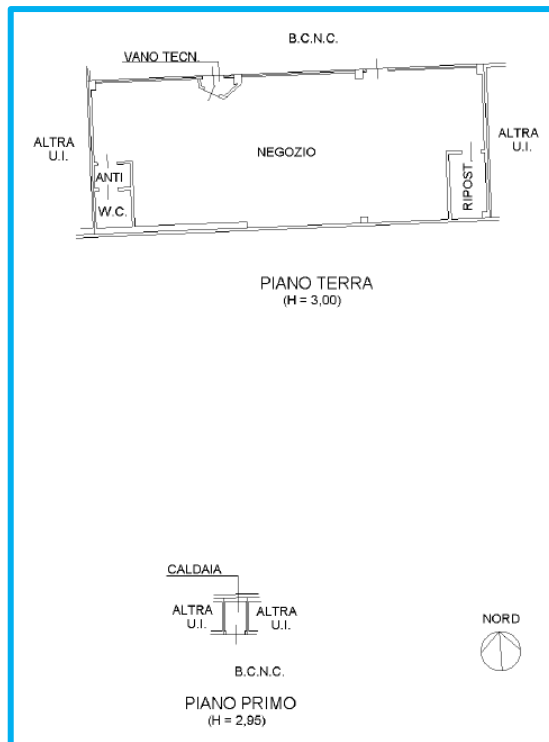 B.C.N.C.
VANO TECN.
ALTRA
U.I.
NEGOZIO
ALTRA
U.I.
ANTI
W.C.
RIPOST
PIANO TERRA
(H = 3,00)
CALDAIA
ALTRA
U.I.
ALTRA
U.I.
NORD
B.C.N.C.
PIANO PRIMO
(H = 2,95)